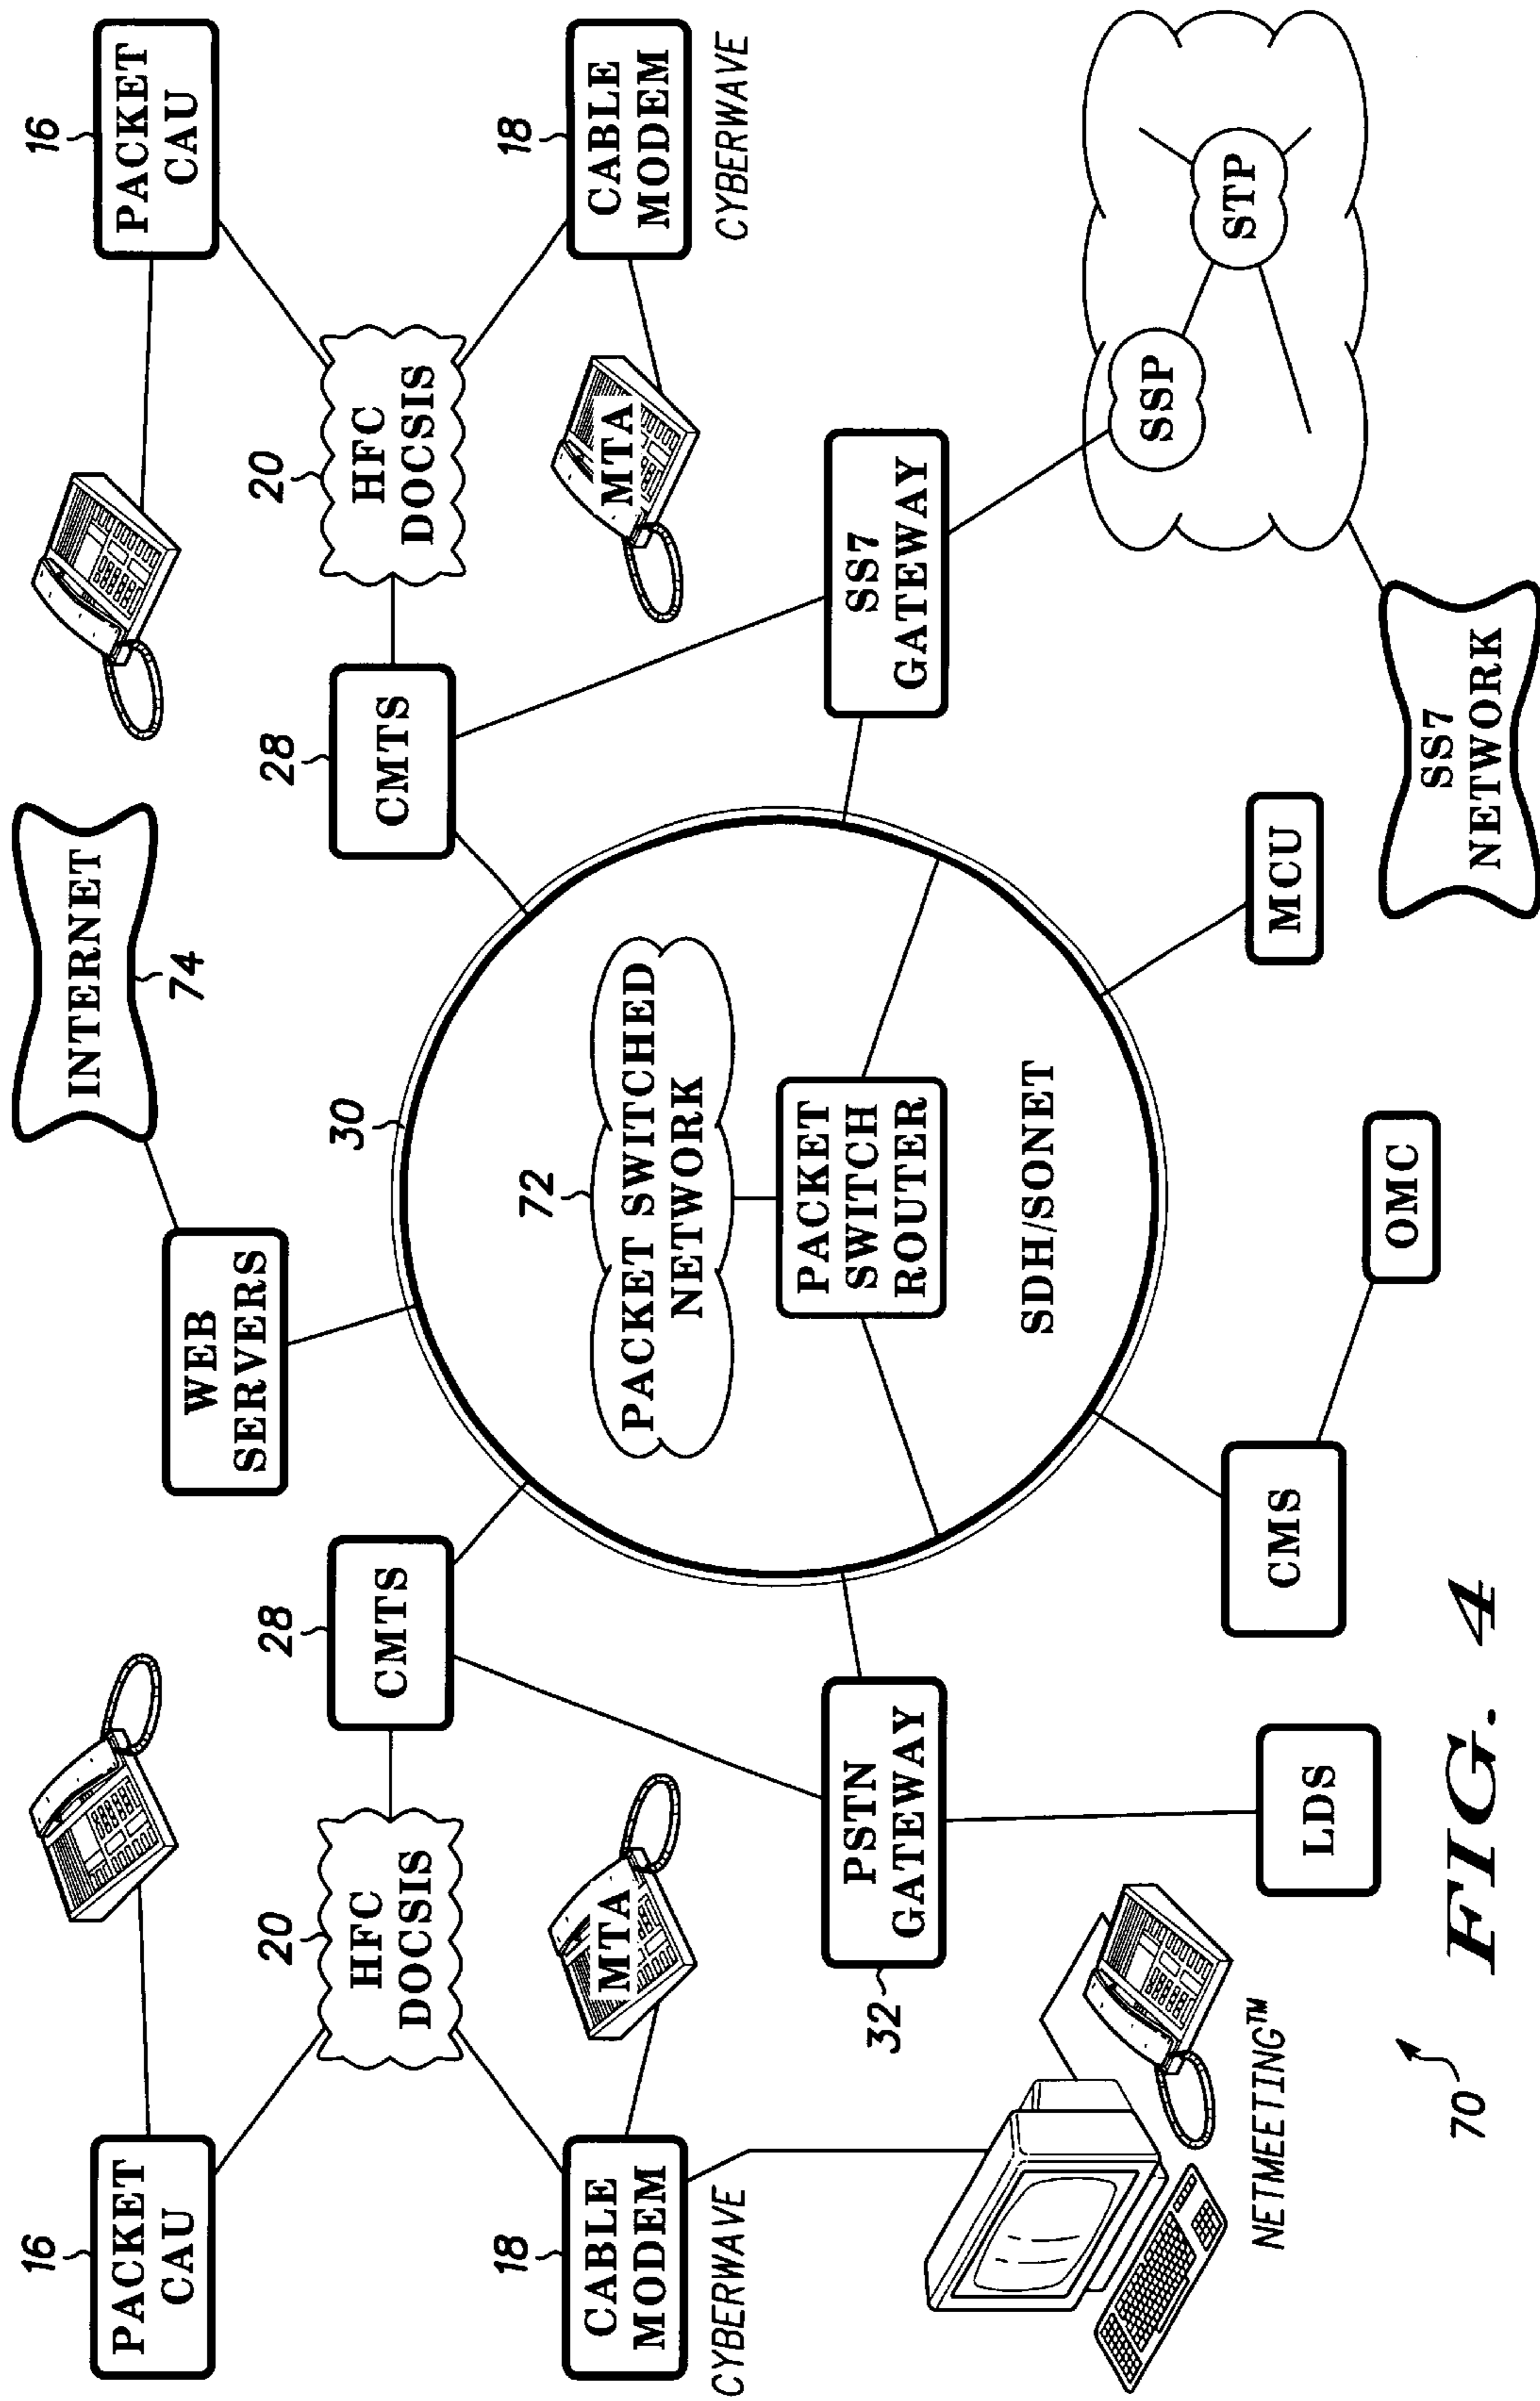 16
PACKET
CAU
INTERNET
74
WEB
SERVERS
16
PACKET
CAU
20
HFC
DOCSIS
28
CMTS
30
28
CMTS
20
HFC
DOCSIS
18
CABLE
MODEM
CYBERWAVE
MTA
72
PACKET SWITCHED
NETWORK
MTA
18
CABLE
MODEM
CYBERWAVE
PACKET
SWITCH
ROUTER
32
PSTN
GATEWAY
SS7
GATEWAY
SDH/SONET
SSP
STP
NETMEETING™
LDS
CMS
OMC
MCU
SS7
NETWORK
70
FIG. 4